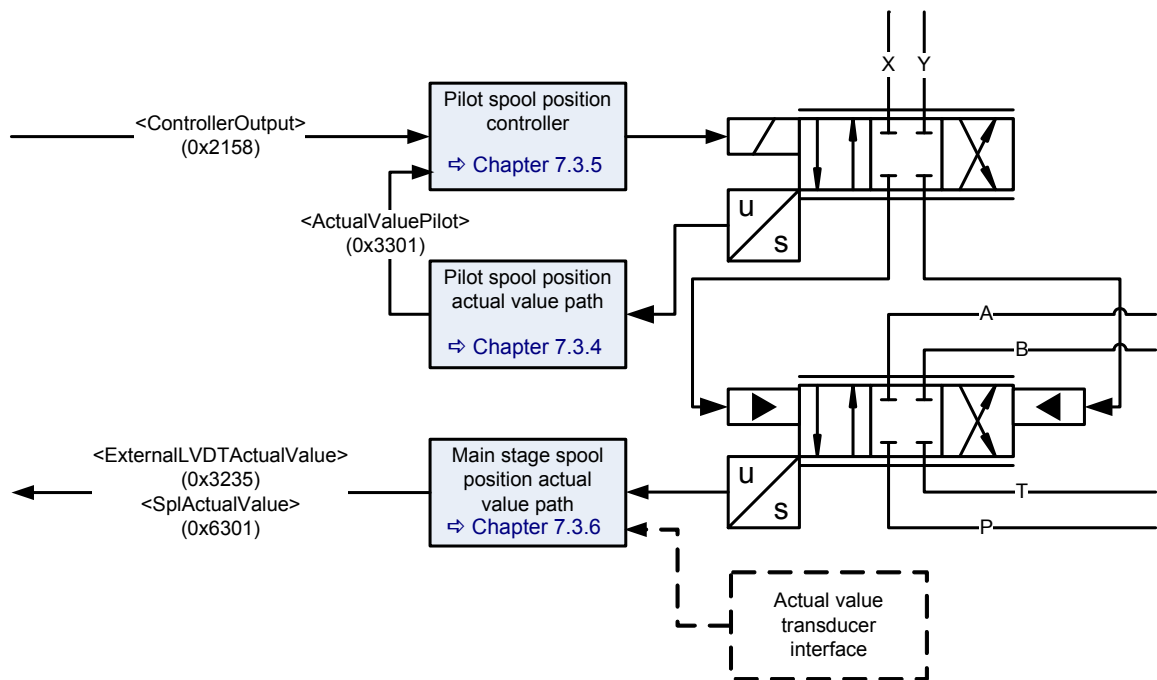 X
Y
Pilot spool position
controller
⇨ Chapter 7.3.5
<ControllerOutput>
(0x2158)
u
s
<ActualValuePilot>
(0x3301)
Pilot spool position
actual value path
⇨ Chapter 7.3.4
A
B
<ExternalLVDTActualValue>
(0x3235)
<SplActualValue>
(0x6301)
Main stage spool
position actual
value path
⇨ Chapter 7.3.6
u
s
T
P
Actual value
transducer
interface